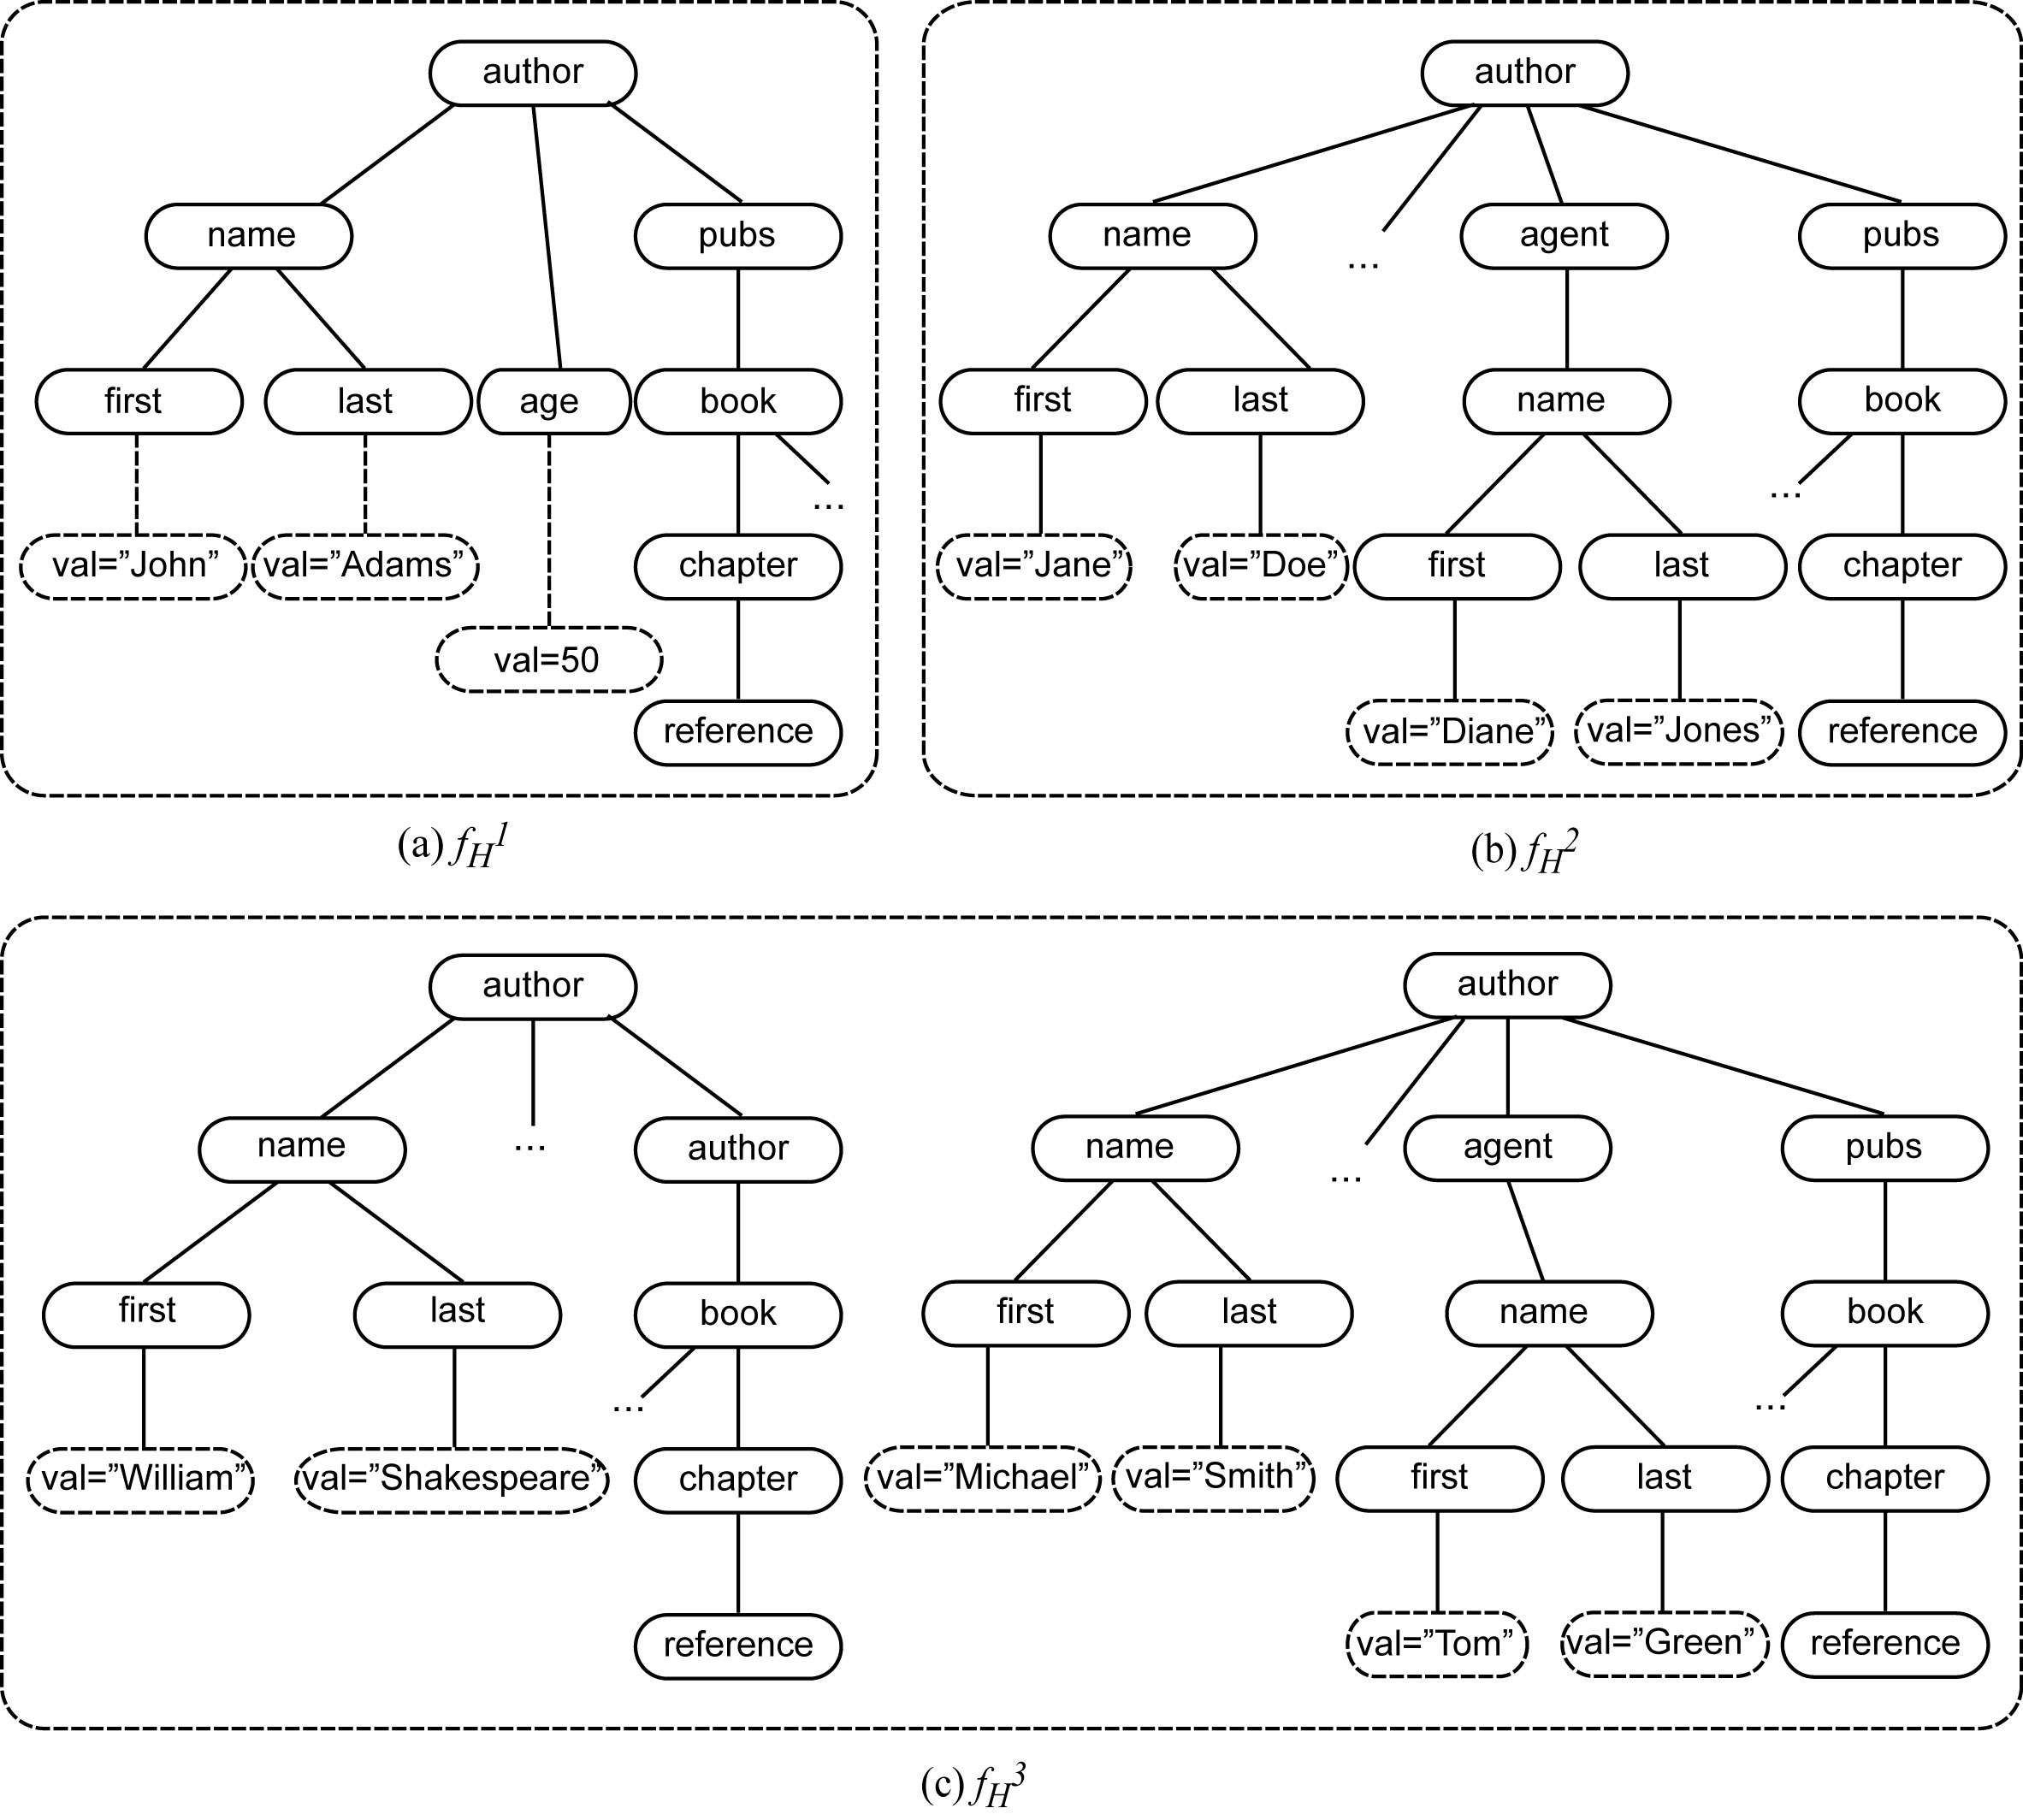 author
name
pubs
first
last
age
book
...
val=”John”
val=”Adams”
chapter
val=50
reference
(a) fH1
author
name
...
agent
pubs
first
last
name
book
...
val=”Jane”
val=”Doe”
first
last
chapter
val=”Diane”
val=”Jones”
reference
(b) fH2
author
name
...
author
first
last
book
...
val=”William”
val=”Shakespeare”
chapter
reference
author
name
...
agent
pubs
first
last
name
book
...
val=”Michael”
val=”Smith”
first
last
chapter
val=”Tom”
val=”Green”
reference
(c) fH3